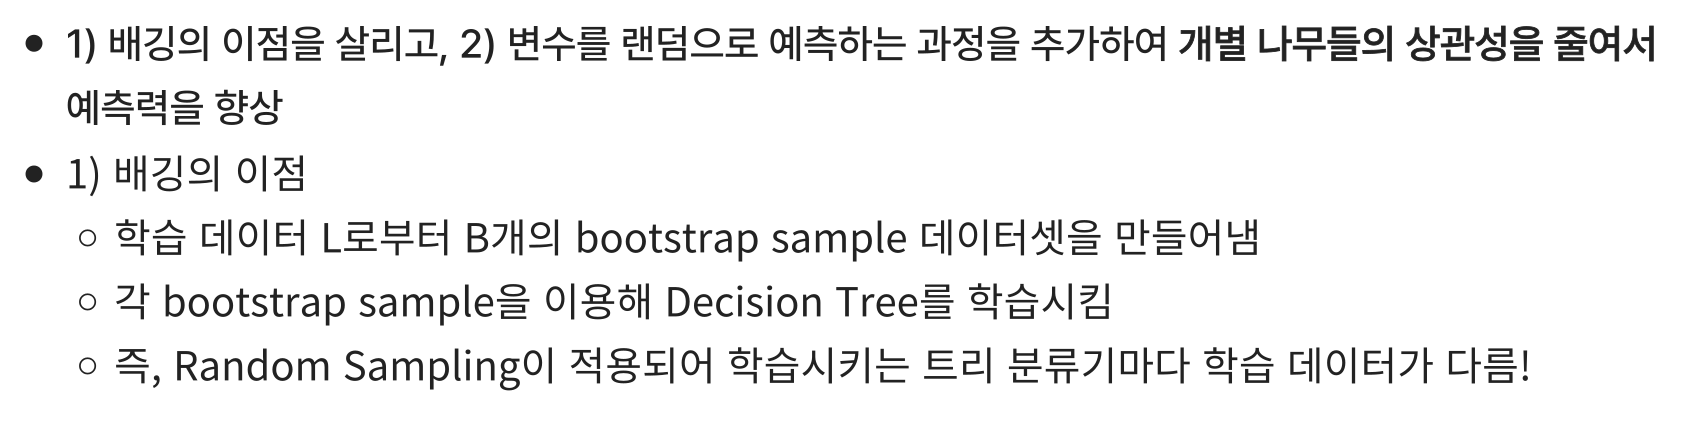 • 1) 배깅의 이점을 살리고, 2) 변수를 랜덤으로 예측하는 과정을 추가하여 개별 나무들의 상관성을 줄여서
예측력을 향상
• 1) 배깅의 이점
◦ 학습 데이터 L로부터 B개의 bootstrap sample 데이터셋을 만들어냄
◦ 각 bootstrap sample을 이용해 Decision Tree를 학습시킴
◦ 즉, Random Sampling이 적용되어 학습시키는 트리 분류기마다 학습 데이터가 다름!